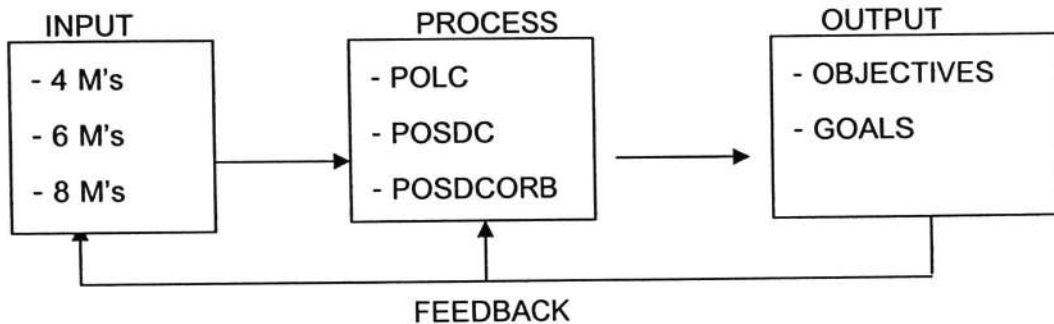 INPUT
- 4 M's
- 6 M's
- 8 M's
PROCESS
- POLC
- POSDC
- POSDCORB
OUTPUT
- OBJECTIVES
- GOALS
FEEDBACK